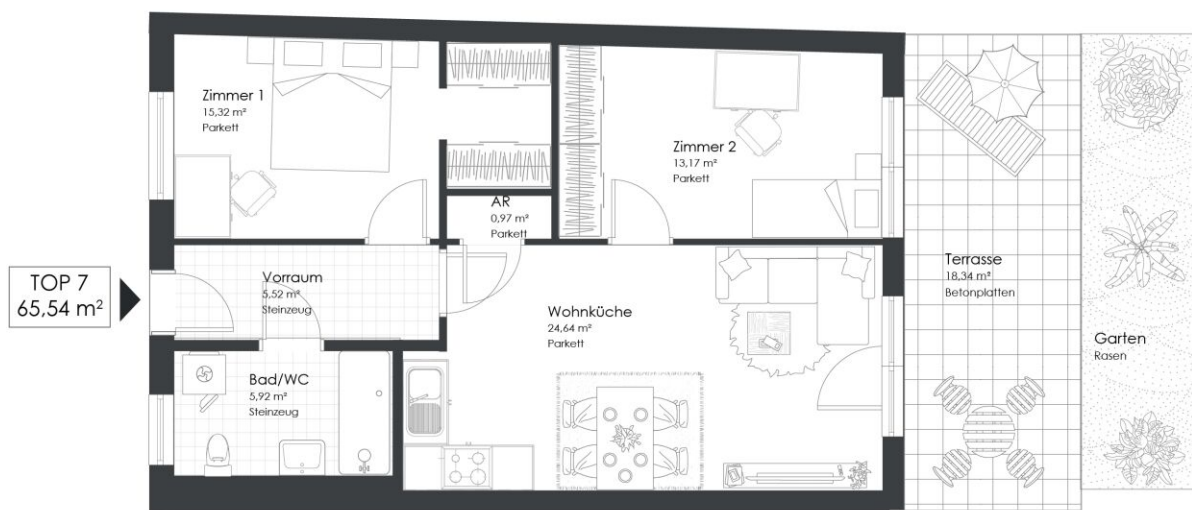 TOP 7
65,54 m²
Zimmer 1
15,32 m²
Parkett
Zimmer 2
13,17 m²
Parkett
AR
0,97 m²
Parkett
Vorraum
5,52 m²
Steinzeug
Wohnküche
24,64 m²
Parkett
Bad/WC
5,92 m²
Steinzeug
Terrasse
18,34 m²
Betonplatten
Garten
Rasen